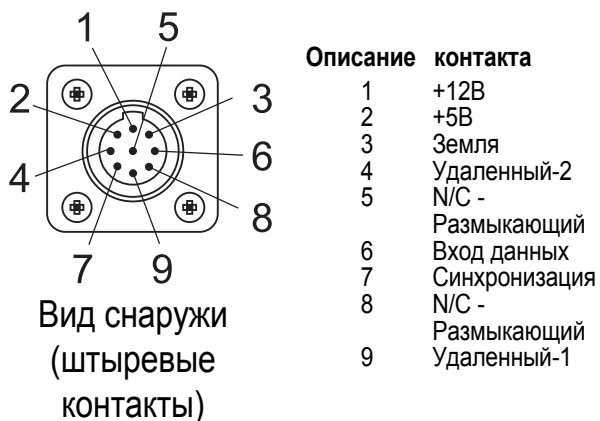 1 5
2 3
4 6
8
7 9
Вид снаружи
(штыревые
контакты)
Описание контакта
1 +12В
2 +5В
3 Земля
4 Удаленный-2
5 N/C -
Размыкающий
6 Вход данных
7 Синхронизация
8 N/C -
Размыкающий
9 Удаленный-1